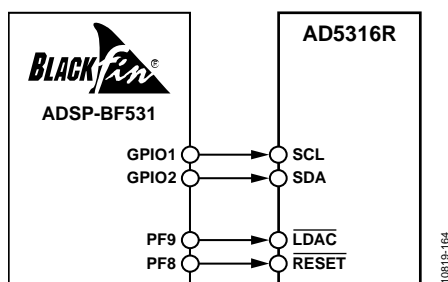 AD5316R
BLACKfin®
ADSP-BF531
GPIO1 SCL
GPIO2 SDA
PF9 LDAC
PF8 RESET
10819-164